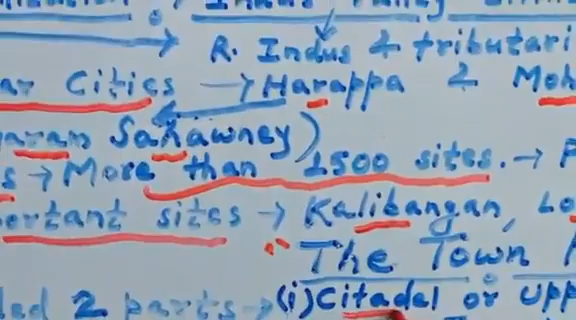 Indus Valley
→ R. Indus & tributari
Cities → Harappa & Moh
Sahawney)
→ More than 1500 sites. →
sites → Kalibangan, Lo
" The Town
2 parts → (i) Citadel or Upp